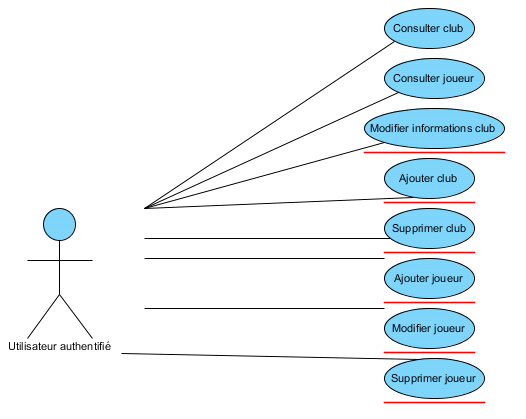 Consulter club
Consulter joueur
Modifier informations club
Ajouter club
Supprimer club
Ajouter joueur
Modifier joueur
Utilisateur authentifié
Supprimer joueur